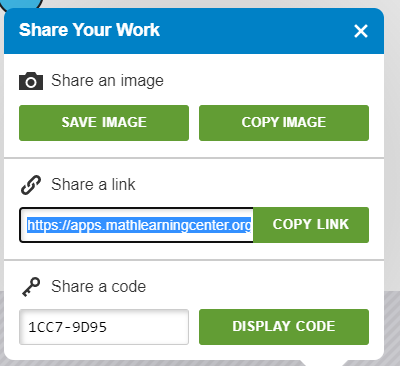 Share Your Work
Share an image
SAVE IMAGE COPY IMAGE
Share a link
https://apps.mathlearningcenter.org COPY LINK
Share a code
1CC7-9D95 DISPLAY CODE